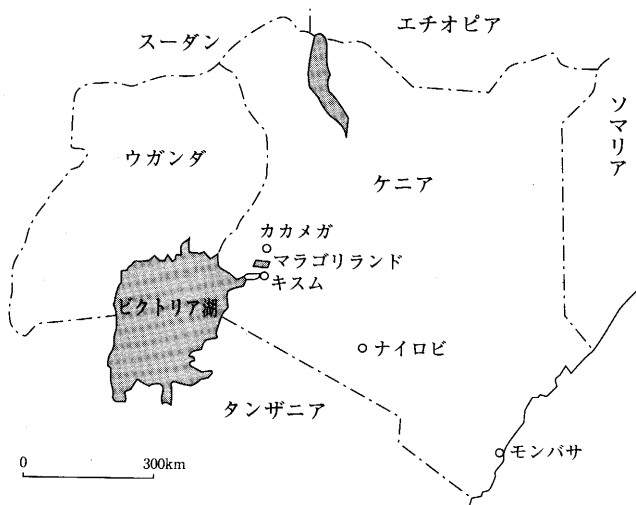 エチオピア
スーダン
ソマリア
ウガンダ
ケニア
カカメガ
マラゴリランド
キスム
ビクトリア湖
ナイロビ
タンザニア
モンバサ
0 300km